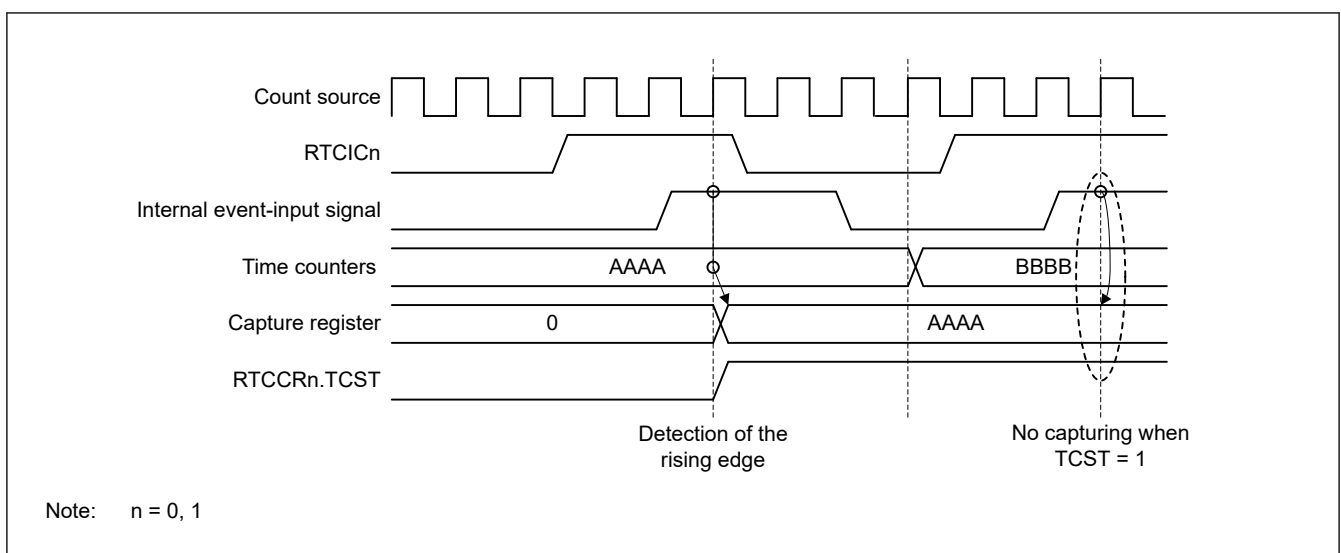 Count source
RTCICn
Internal event-input signal
Time counters
AAAA
BBBB
Capture register
0
AAAA
RTCCRn.TCST
Detection of the
rising edge
No capturing when
TCST = 1
Note: n = 0, 1